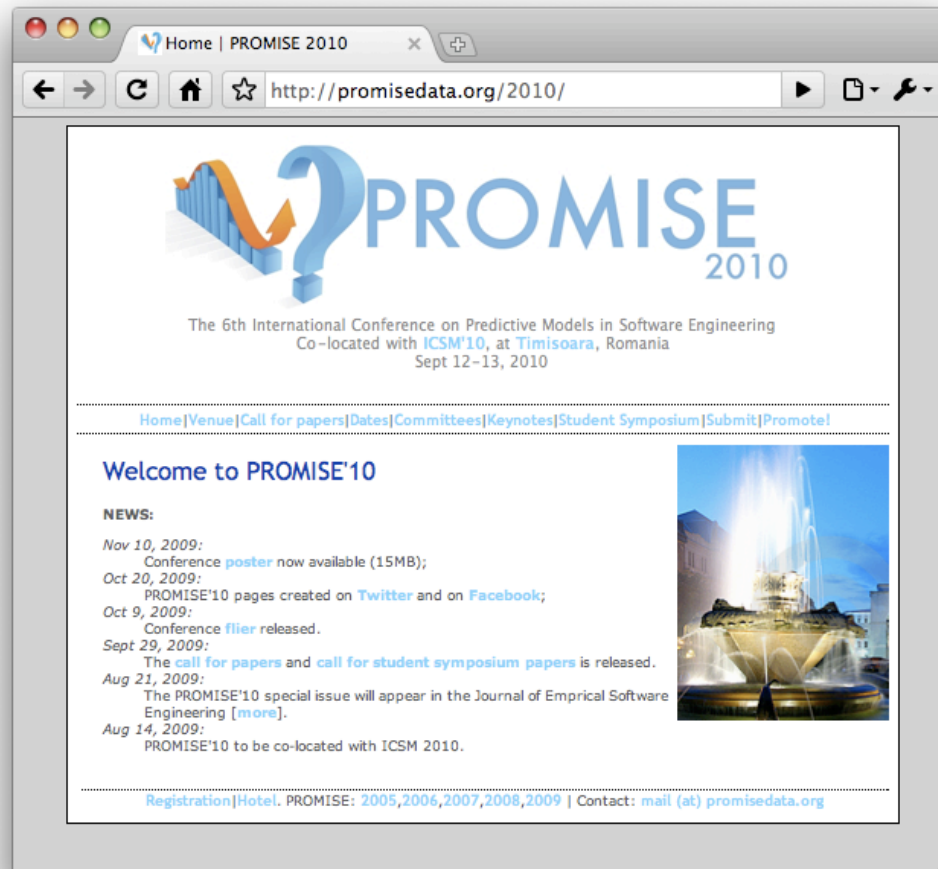 Home | PROMISE 2010
http://promisedata.org/2010/
PROMISE
2010
The 6th International Conference on Predictive Models in Software Engineering
Co-located with ICSM'10, at Timisoara, Romania
Sept 12-13, 2010
Home|Venue|Call for papers|Dates|Committees|Keynotes|Student Symposium|Submit|Promote!
Welcome to PROMISE'10
NEWS:
Nov 10, 2009:
Conference poster now available (15MB);
Oct 20, 2009:
PROMISE'10 pages created on Twitter and on Facebook;
Oct 9, 2009:
Conference flier released.
Sept 29, 2009:
The call for papers and call for student symposium papers is released.
Aug 21, 2009:
The PROMISE'10 special issue will appear in the Journal of Emprical Software
Engineering [more].
Aug 14, 2009:
PROMISE'10 to be co-located with ICSM 2010.
Registration|Hotel. PROMISE: 2005,2006,2007,2008,2009 | Contact: mail (at) promisedata.org